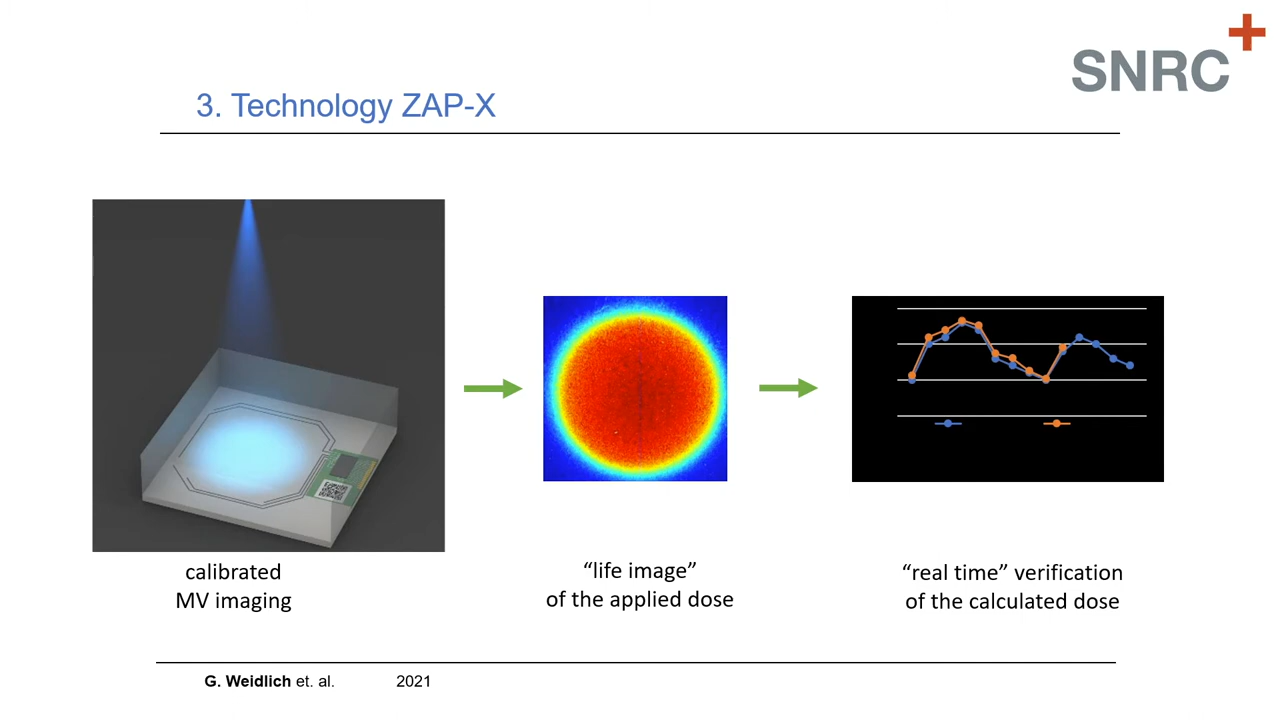 SNRC
3. Technology ZAP-X
calibrated
MV imaging
“life image”
of the applied dose
“real time” verification
of the calculated dose
G. Weidlich et. al. 2021